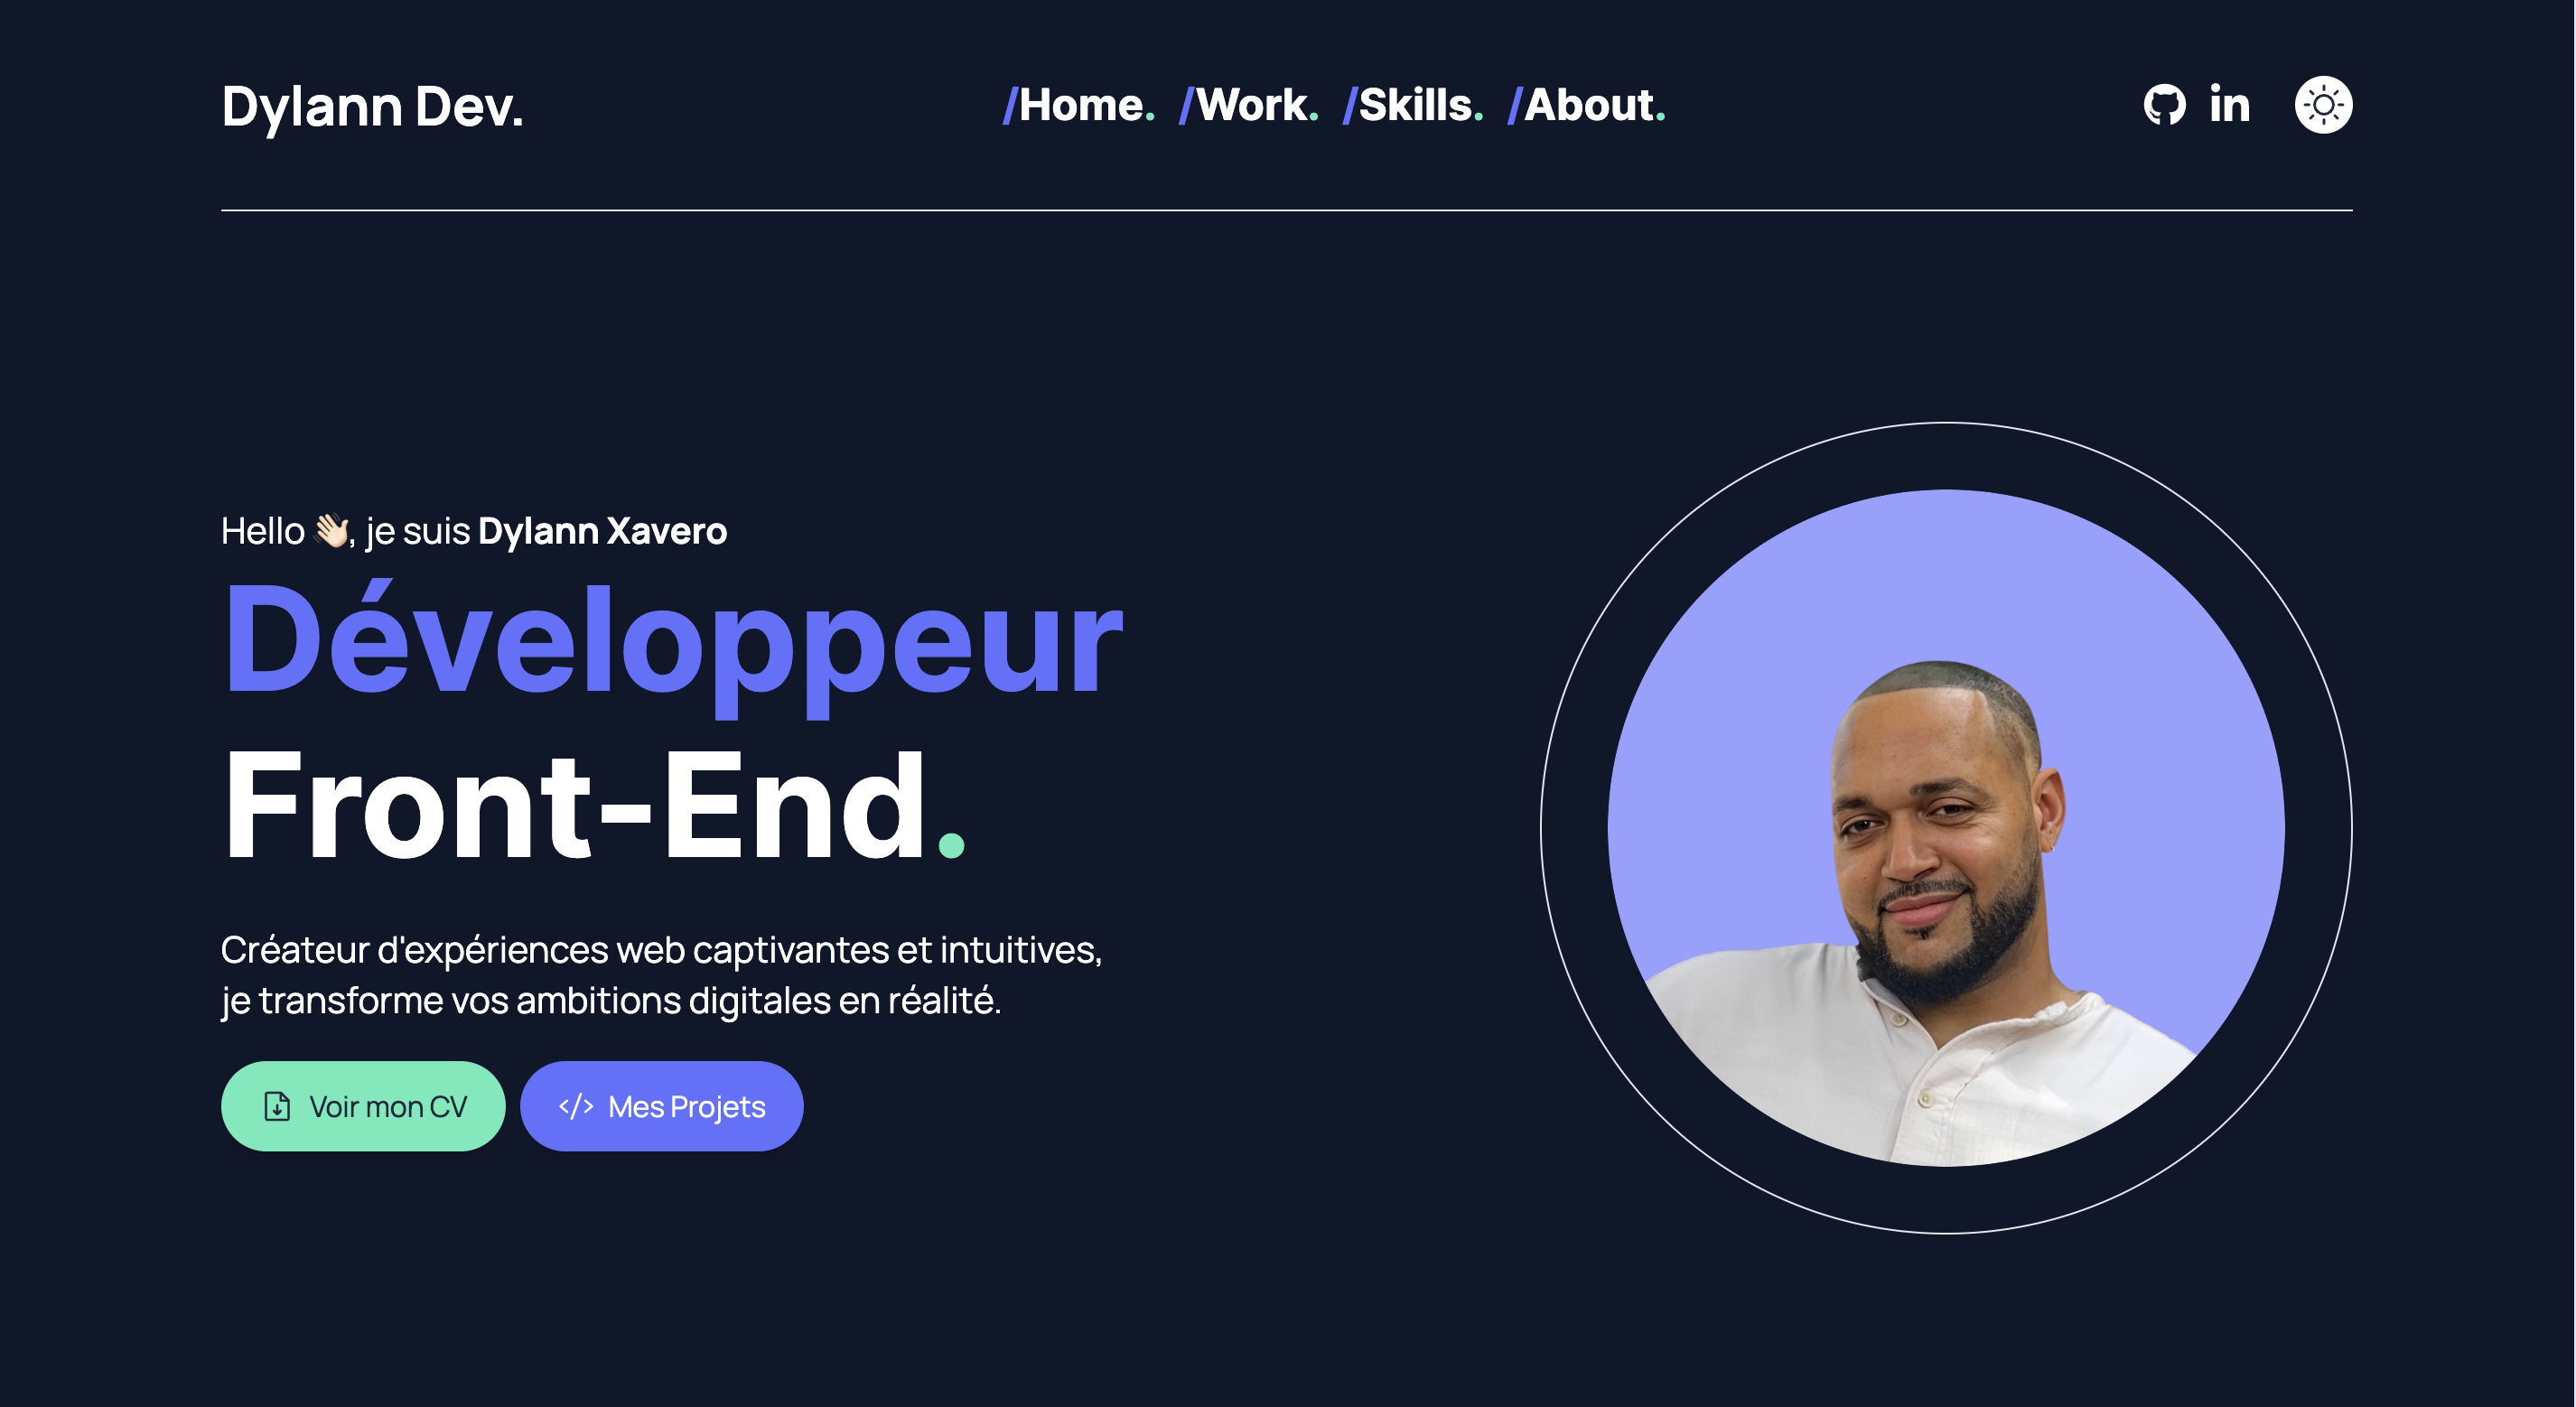 Dylann Dev.
/Home. /Work. /Skills. /About.
in
Hello 👋🏻, je suis Dylann Xavero
Développeur
Front-End.
Créateur d'expériences web captivantes et intuitives,
je transforme vos ambitions digitales en réalité.
Voir mon CV
</> Mes Projets